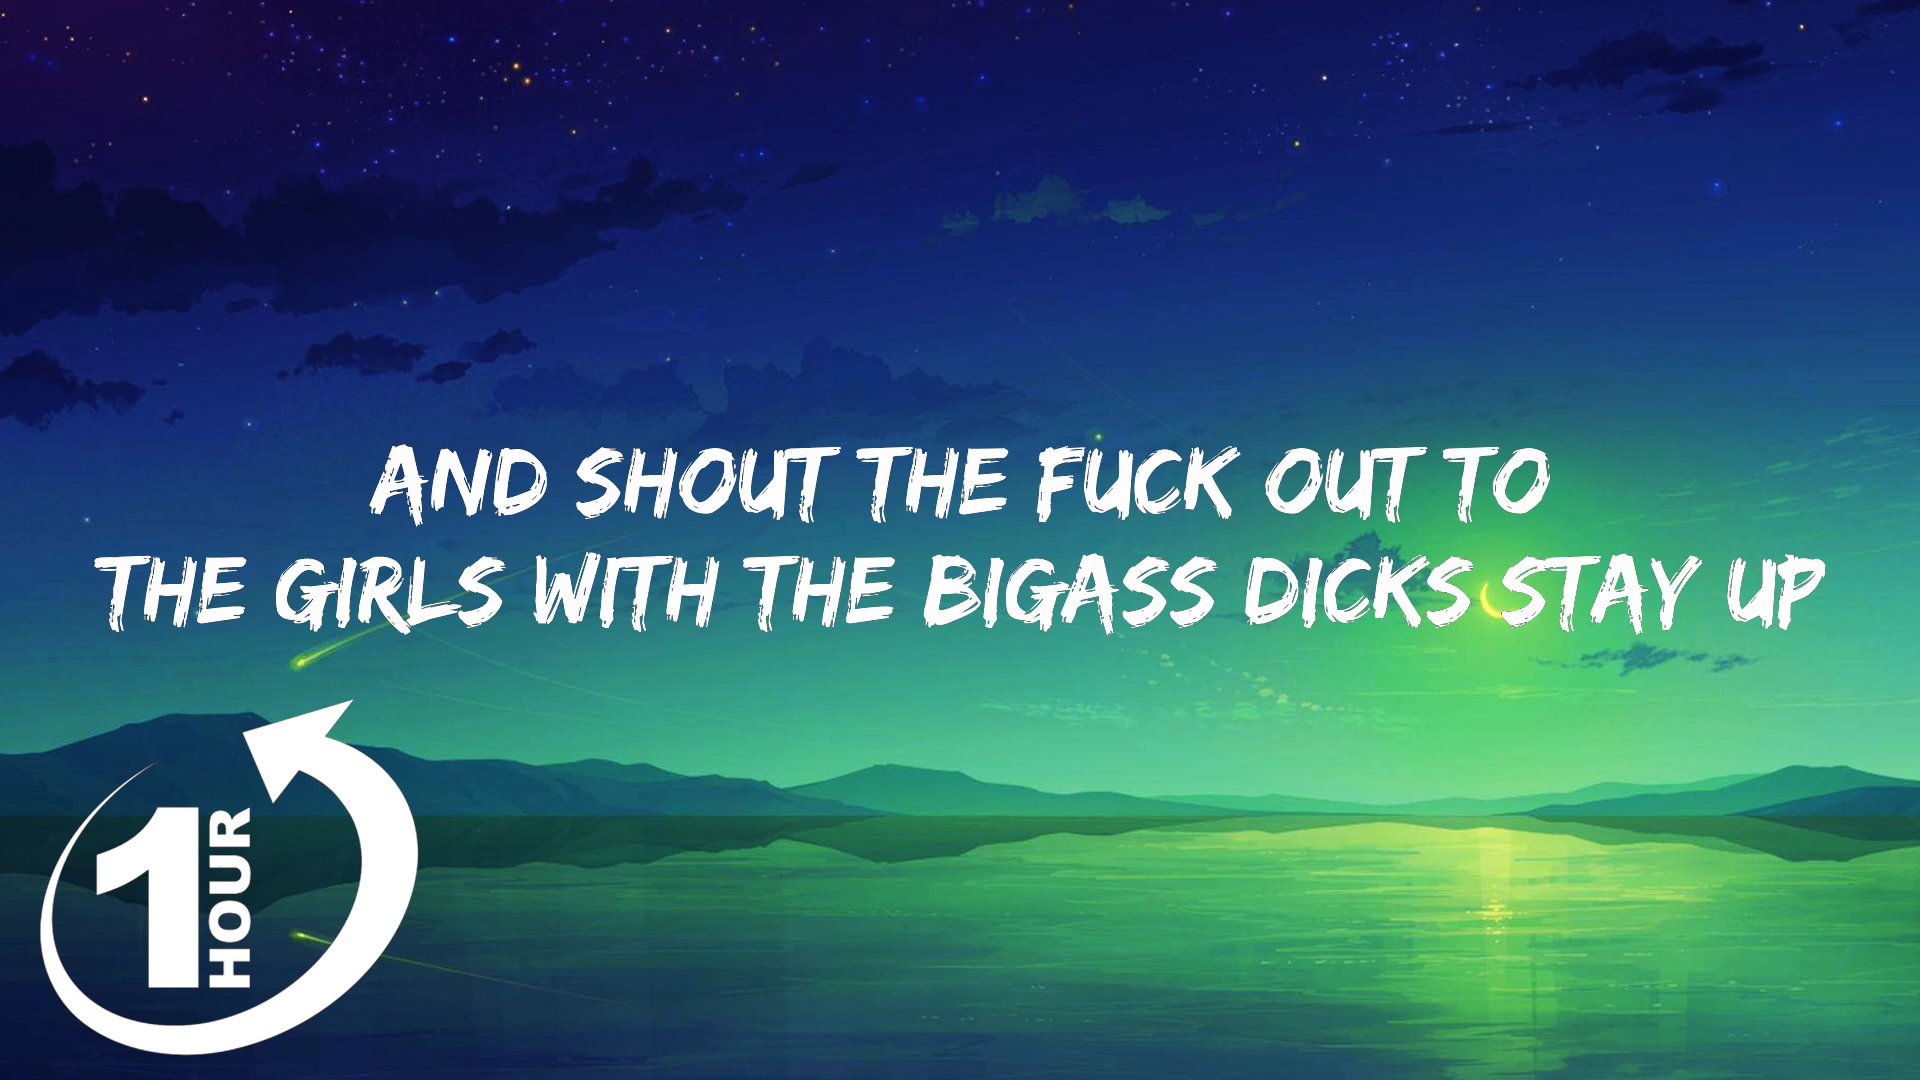 AND SHOUT THE FUCK OUT TO
THE GIRLS WITH THE BIGASS DICKS STAY UP
1
HOUR